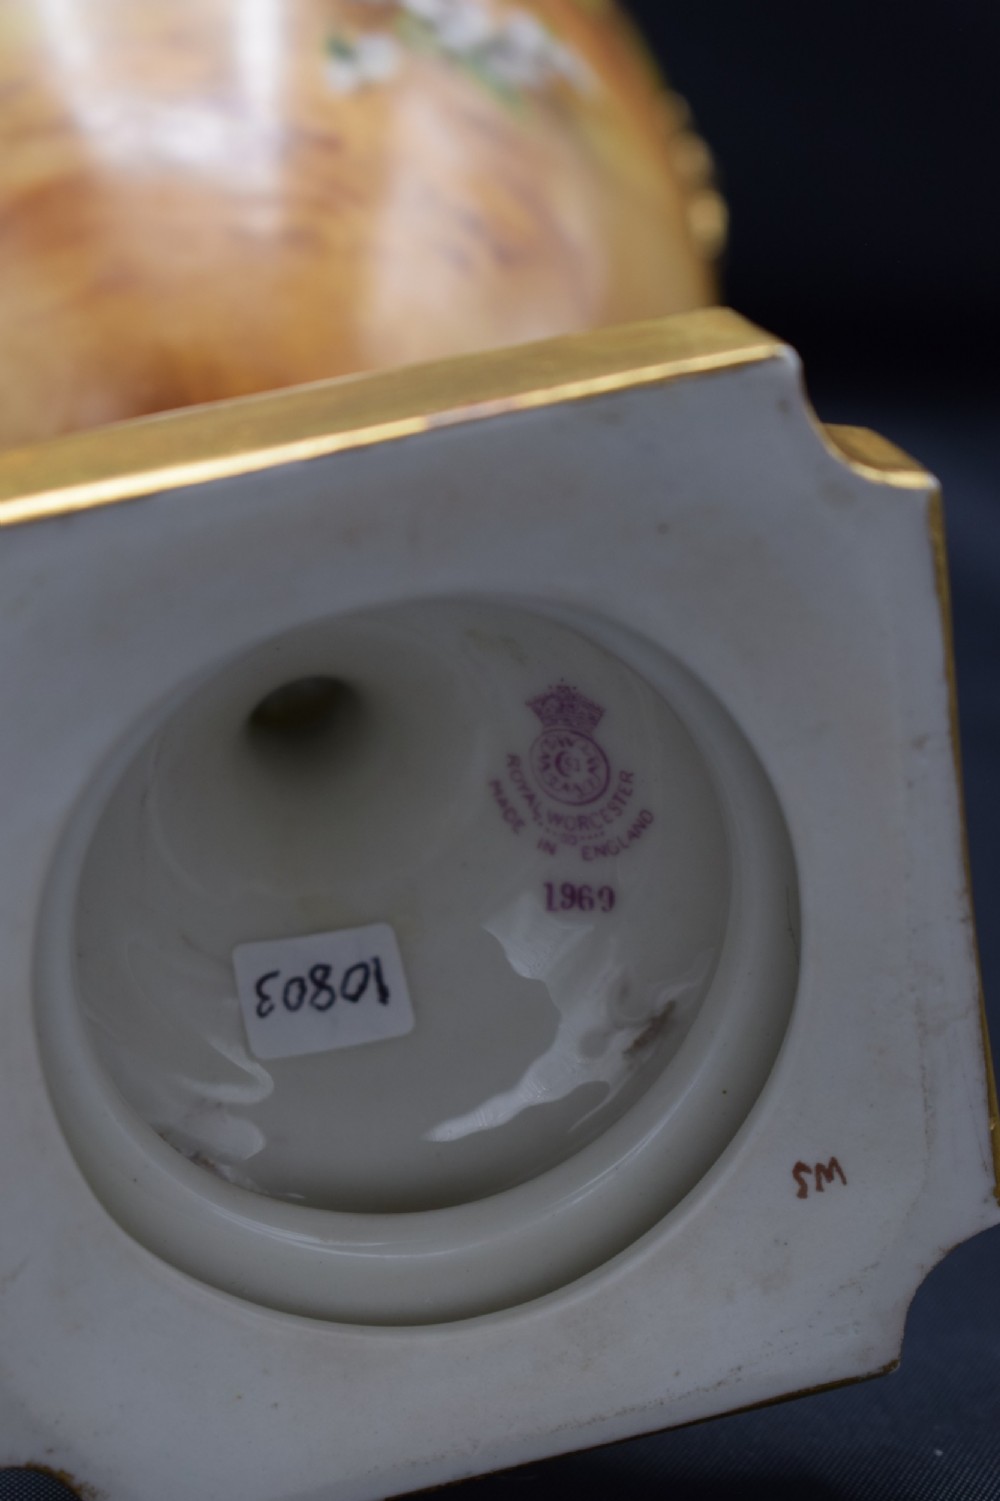 ROYAL WORCESTER
MADE IN ENGLAND
1969
10803